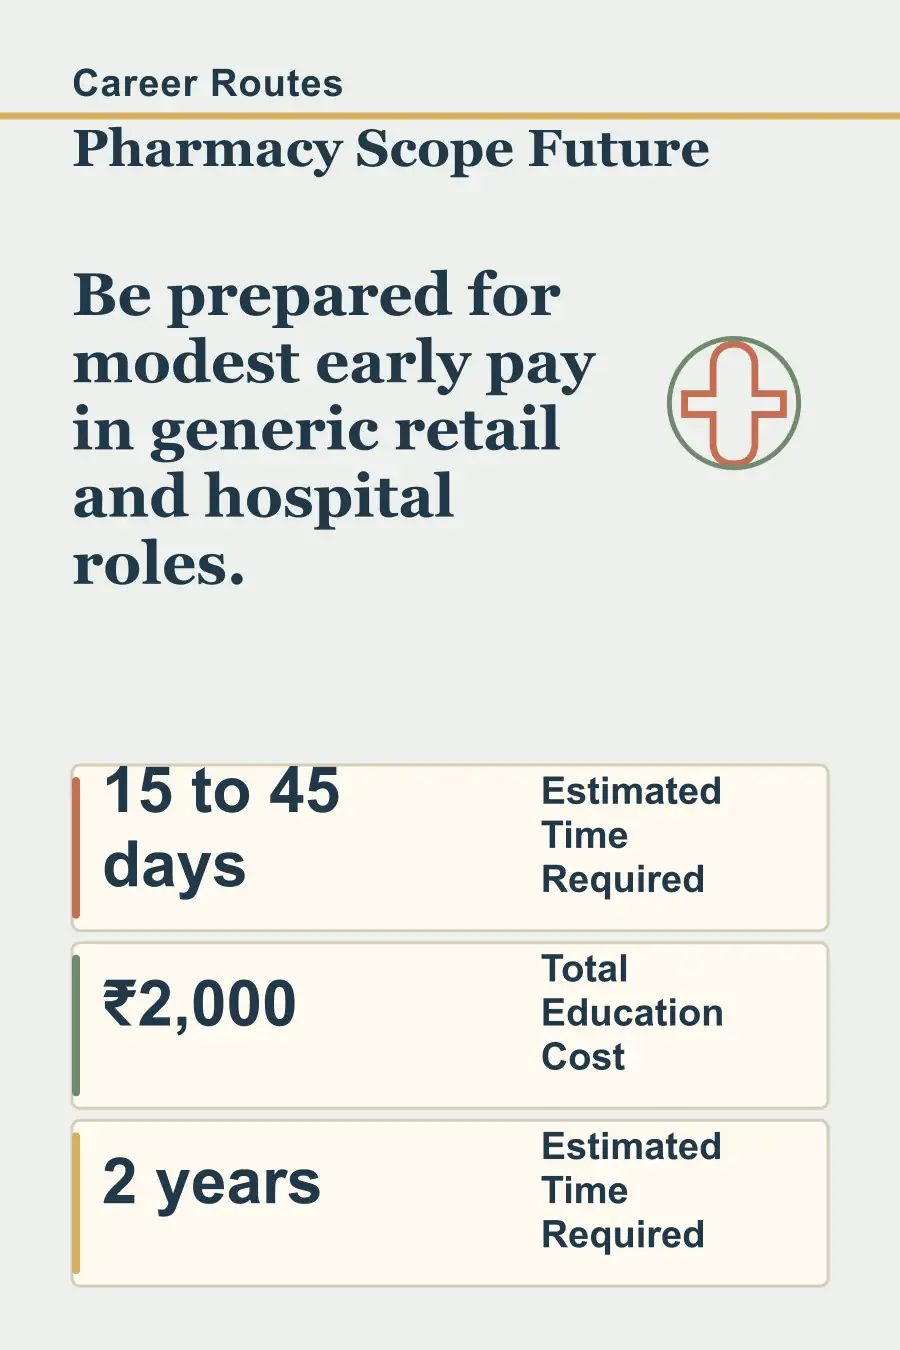 Career Routes
Pharmacy Scope Future
Be prepared for
modest early pay
in generic retail
and hospital
roles.
15 to 45
days
Estimated
Time
Required
₹2,000
Total
Education
Cost
2 years
Estimated
Time
Required